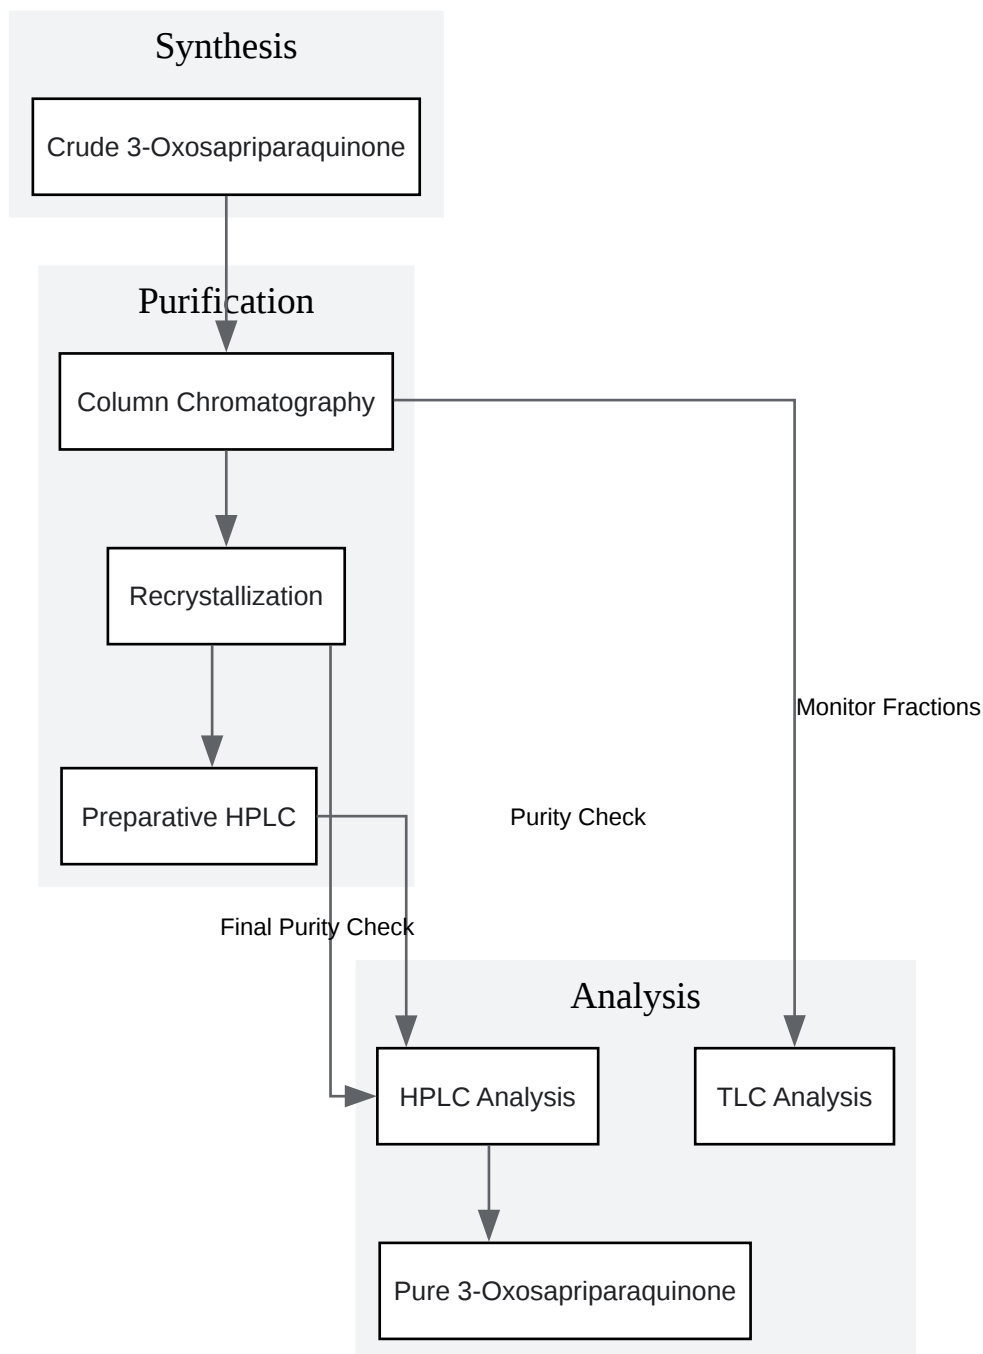 Synthesis
Crude 3-Oxosapriparaquinone
Purification
Column Chromatography
Recrystallization
Monitor Fractions
Preparative HPLC
Purity Check
Final Purity Check
Analysis
HPLC Analysis
TLC Analysis
Pure 3-Oxosapriparaquinone